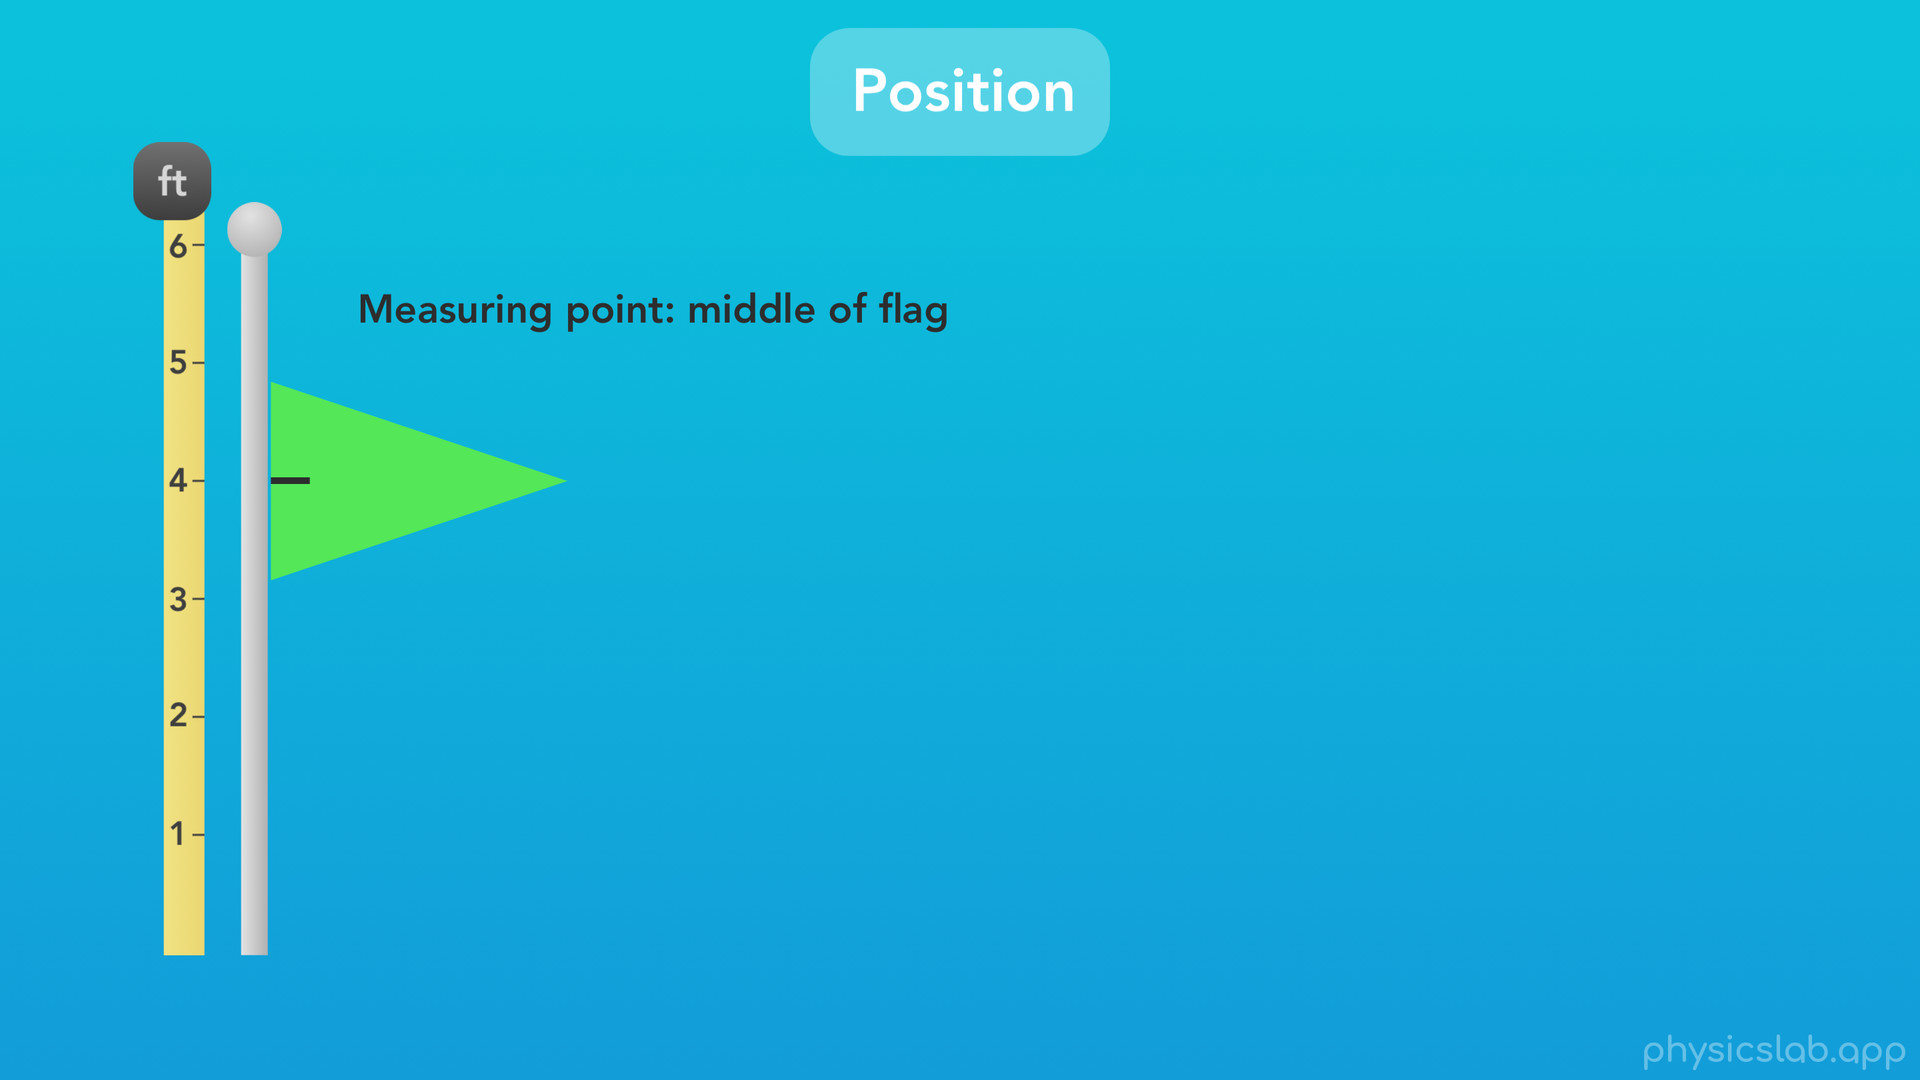 Position
ft
6
Measuring point: middle of flag
5
4
3
2
1
physicslab.app